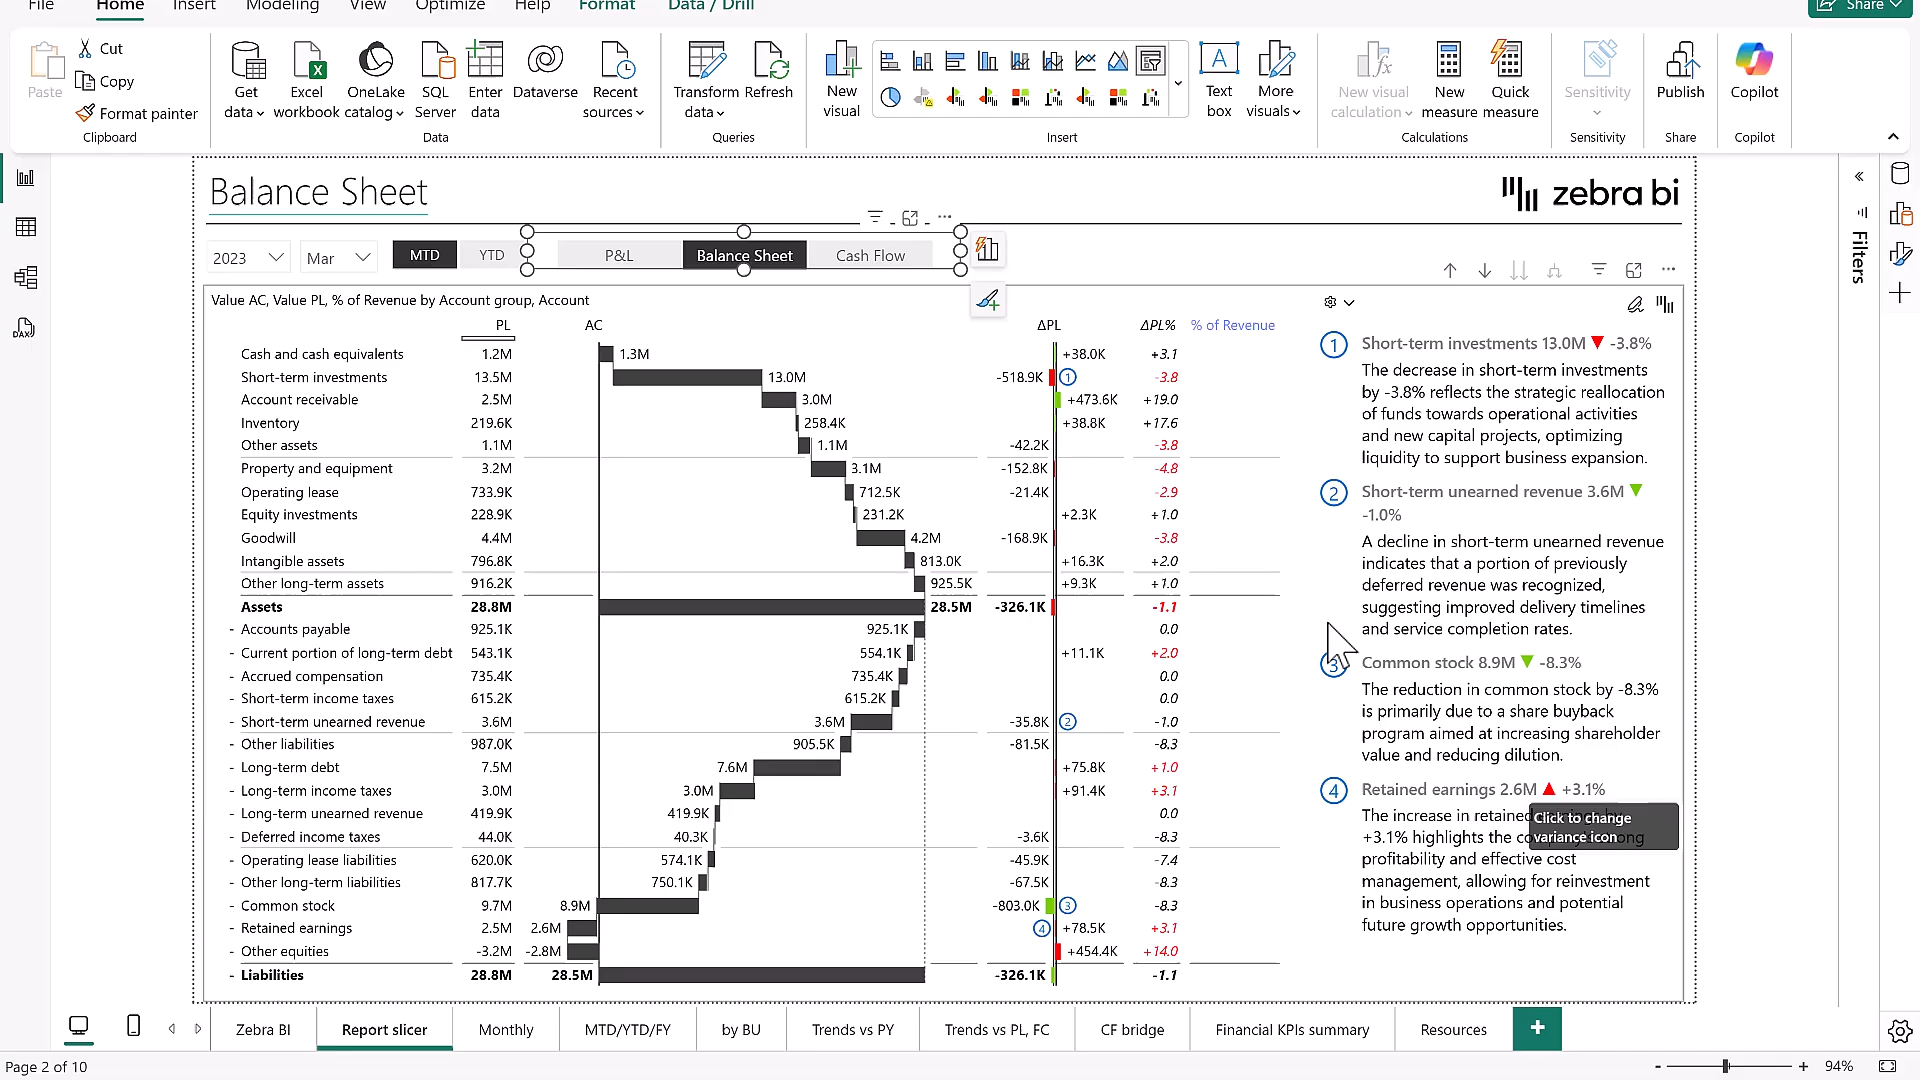 File Home Insert Modeling View Optimize Help Format Data / Drill Share
Paste Cut Copy Format painter Clipboard
Get data Excel workbook OneLake catalog SQL Server Enter data Dataverse Recent sources Data
Transform data Refresh Queries
New visual Text box More visuals Insert
New visual calculation New measure Quick measure Calculations
Sensitivity Sensitivity
Publish Share
Copilot Copilot
Balance Sheet
zebra bi
2023 Mar MTD YTD P&L Balance Sheet Cash Flow
Filters
Value AC, Value PL, % of Revenue by Account group, Account
PL AC ΔPL ΔPL% % of Revenue
Cash and cash equivalents 1.2M 1.3M +38.0K +3.1
Short-term investments 13.5M 13.0M -518.9K 1 -3.8
Account receivable 2.5M 3.0M +473.6K +19.0
Inventory 219.6K 258.4K +38.8K +17.6
Other assets 1.1M 1.1M -42.2K -3.8
Property and equipment 3.2M 3.1M -152.8K -4.8
Operating lease 733.9K 712.5K -21.4K -2.9
Equity investments 228.9K 231.2K +2.3K +1.0
Goodwill 4.4M 4.2M -168.9K -3.8
Intangible assets 796.8K 813.0K +16.3K +2.0
Other long-term assets 916.2K 925.5K +9.3K +1.0
Assets 28.8M 28.5M -326.1K -1.1
- Accounts payable 925.1K 925.1K 0.0
- Current portion of long-term debt 543.1K 554.1K +11.1K +2.0
- Accrued compensation 735.4K 735.4K 0.0
- Short-term income taxes 615.2K 615.2K 0.0
- Short-term unearned revenue 3.6M 3.6M -35.8K 2 -1.0
- Other liabilities 987.0K 905.5K -81.5K -8.3
- Long-term debt 7.5M 7.6M +75.8K +1.0
- Long-term income taxes 3.0M 3.0M +91.4K +3.1
- Long-term unearned revenue 419.9K 419.9K 0.0
- Deferred income taxes 44.0K 40.3K -3.6K -8.3
- Operating lease liabilities 620.0K 574.1K -45.9K -7.4
- Other long-term liabilities 817.7K 750.1K -67.5K -8.3
- Common stock 9.7M 8.9M -803.0K 3 -8.3
- Retained earnings 2.5M 2.6M 4 +78.5K +3.1
- Other equities -3.2M -2.8M +454.4K +14.0
- Liabilities 28.8M 28.5M -326.1K -1.1
1 Short-term investments 13.0M ▼ -3.8%
The decrease in short-term investments
by -3.8% reflects the strategic reallocation
of funds towards operational activities
and new capital projects, optimizing
liquidity to support business expansion.
2 Short-term unearned revenue 3.6M ▼
-1.0%
A decline in short-term unearned revenue
indicates that a portion of previously
deferred revenue was recognized,
suggesting improved delivery timelines
and service completion rates.
3 Common stock 8.9M ▼ -8.3%
The reduction in common stock by -8.3%
is primarily due to a share buyback
program aimed at increasing shareholder
value and reducing dilution.
4 Retained earnings 2.6M ▲ +3.1%
The increase in retained
+3.1% highlights the
profitability and effective cost
management, allowing for reinvestment
in business operations and potential
future growth opportunities.
Click to change
variance icon
Zebra BI Report slicer Monthly MTD/YTD/FY by BU Trends vs PY Trends vs PL, FC CF bridge Financial KPIs summary Resources +
Page 2 of 10 - + 94%